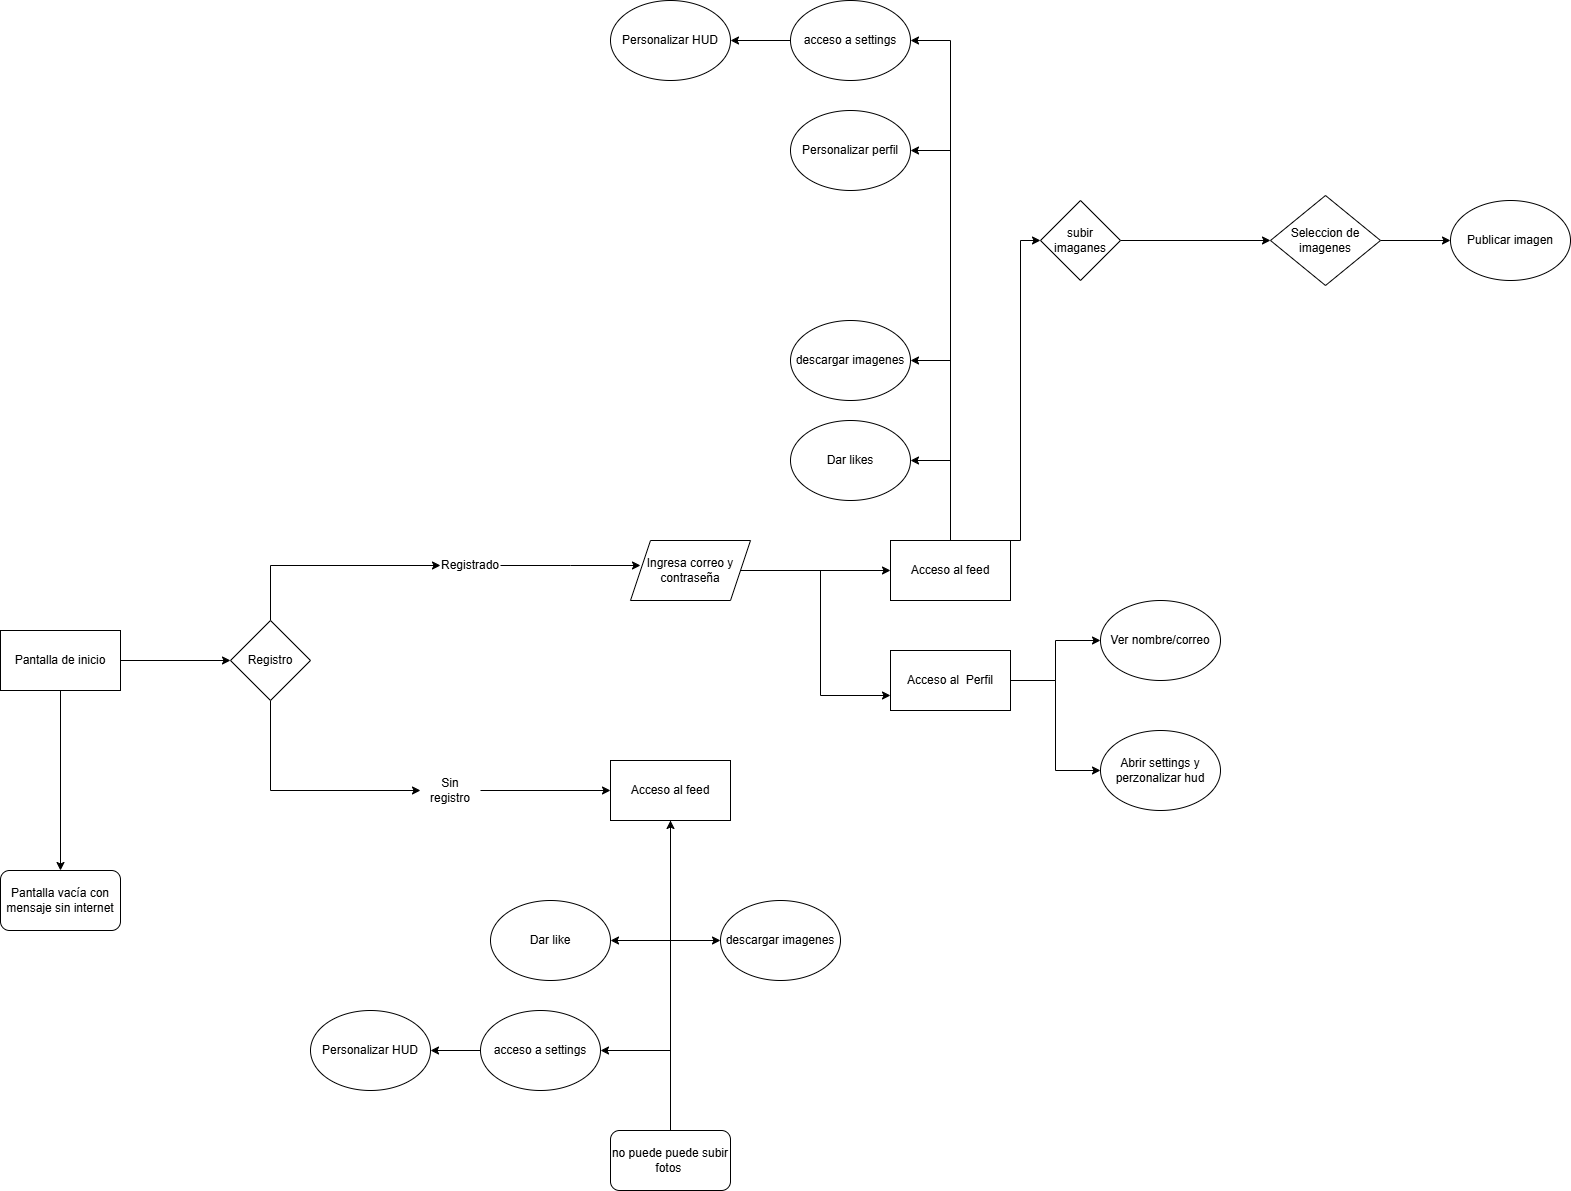 Personalizar HUD
acceso a settings
Personalizar perfil
subir
imaganes
Seleccion de
imagenes
Publicar imagen
descargar imagenes
Dar likes
Registrado
Ingresa correo y
contraseña
Acceso al feed
Pantalla de inicio
Registro
Ver nombre/correo
Acceso al  Perfil
Abrir settings y
perzonalizar hud
Sin
registro
Acceso al feed
Pantalla vacía con
mensaje sin internet
Dar like
descargar imagenes
Personalizar HUD
acceso a settings
no puede puede subir
fotos